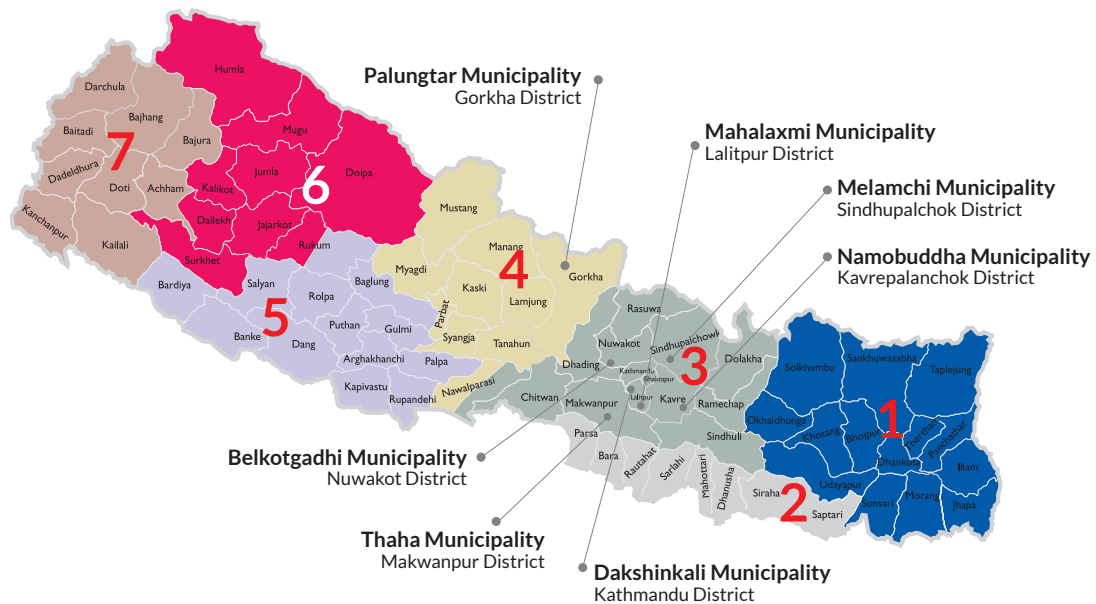 Humla
Darchula
Palungtar Municipality
Gorkha District
Bajhang
Baitadi
Mugu
Bajura
Mahalaxmi Municipality
Lalitpur District
7
Dadeldhura
Jumla
Dolpa
Doti
Achham
Kalikot
6
Melamchi Municipality
Sindhupalchok District
Kanchanpur
Dailekh
Jajarkot
Mustang
Kailali
Rukum
Manang
Surkhet
Namobuddha Municipality
Kavrepalanchok District
Myagdi
4
Gorkha
Bardiya
Salyan
Baglung
Kaski
Rolpa
Lamjung
Parbat
Rasuwa
5
Puthan
Gulmi
Banke
Dang
Syangja
Tanahun
Nuwakot
Sindhupalchowk
Arghakhanchi
Palpa
Dhading
3
Dolakha
Solkhumbu
Sankhuwasabha
Taplejung
Kathmandu
Bhaktapur
Kapivastu
Rupandehi
Nawalparasi
Chitwan
Makwanpur
Lalitpur
Kavre
Ramechap
Okhaldhunga
1
Khotang
Bhojpur
Therthan
Panchathar
Parsa
Sindhuli
Bara
Rautahat
Sarlahi
Mahottari
Dhanusha
Dhankuta
Illam
Belkotgadhi Municipality
Nuwakot District
Siraha
2
Udayapur
Saptari
Sunsari
Morang
Jhapa
Thaha Municipality
Makwanpur District
Dakshinkali Municipality
Kathmandu District